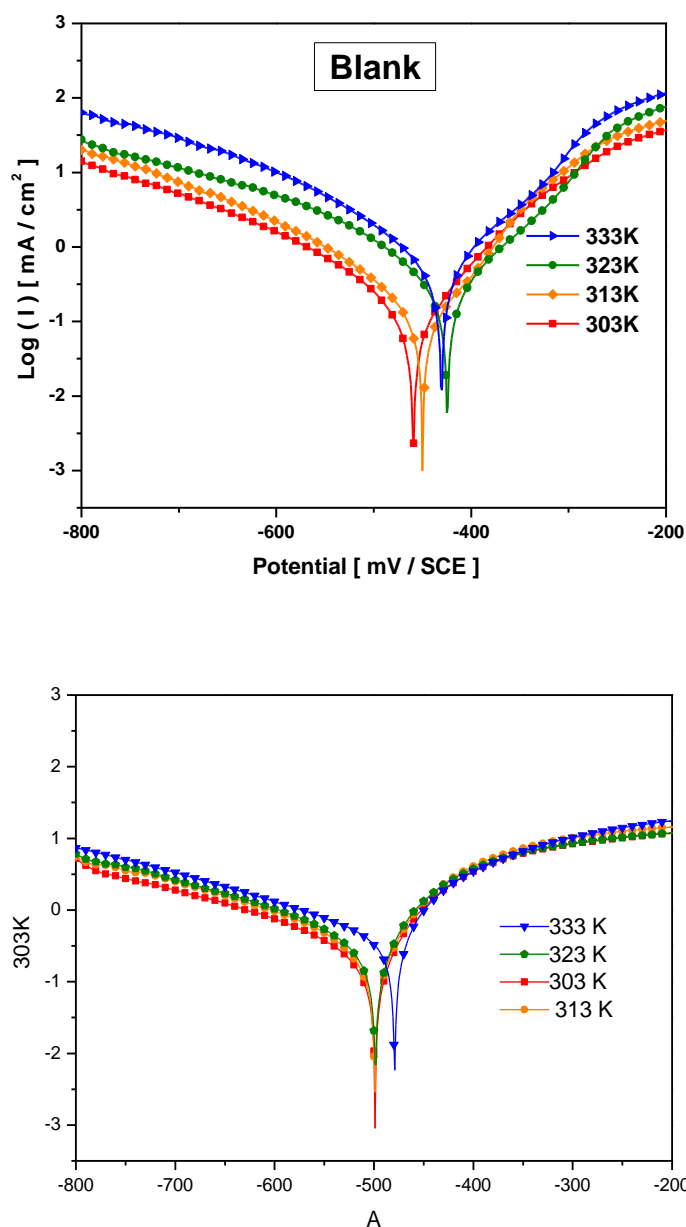 Blank
3
2
1
0
-1
-2
-3
Log ( I ) [ mA / cm² ]
333K
323K
313K
303K
-800
-600
-400
-200
Potential [ mV / SCE ]
3
2
1
0
-1
-2
-3
303K
333 K
323 K
303 K
313 K
-800
-700
-600
-500
-400
-300
-200
A